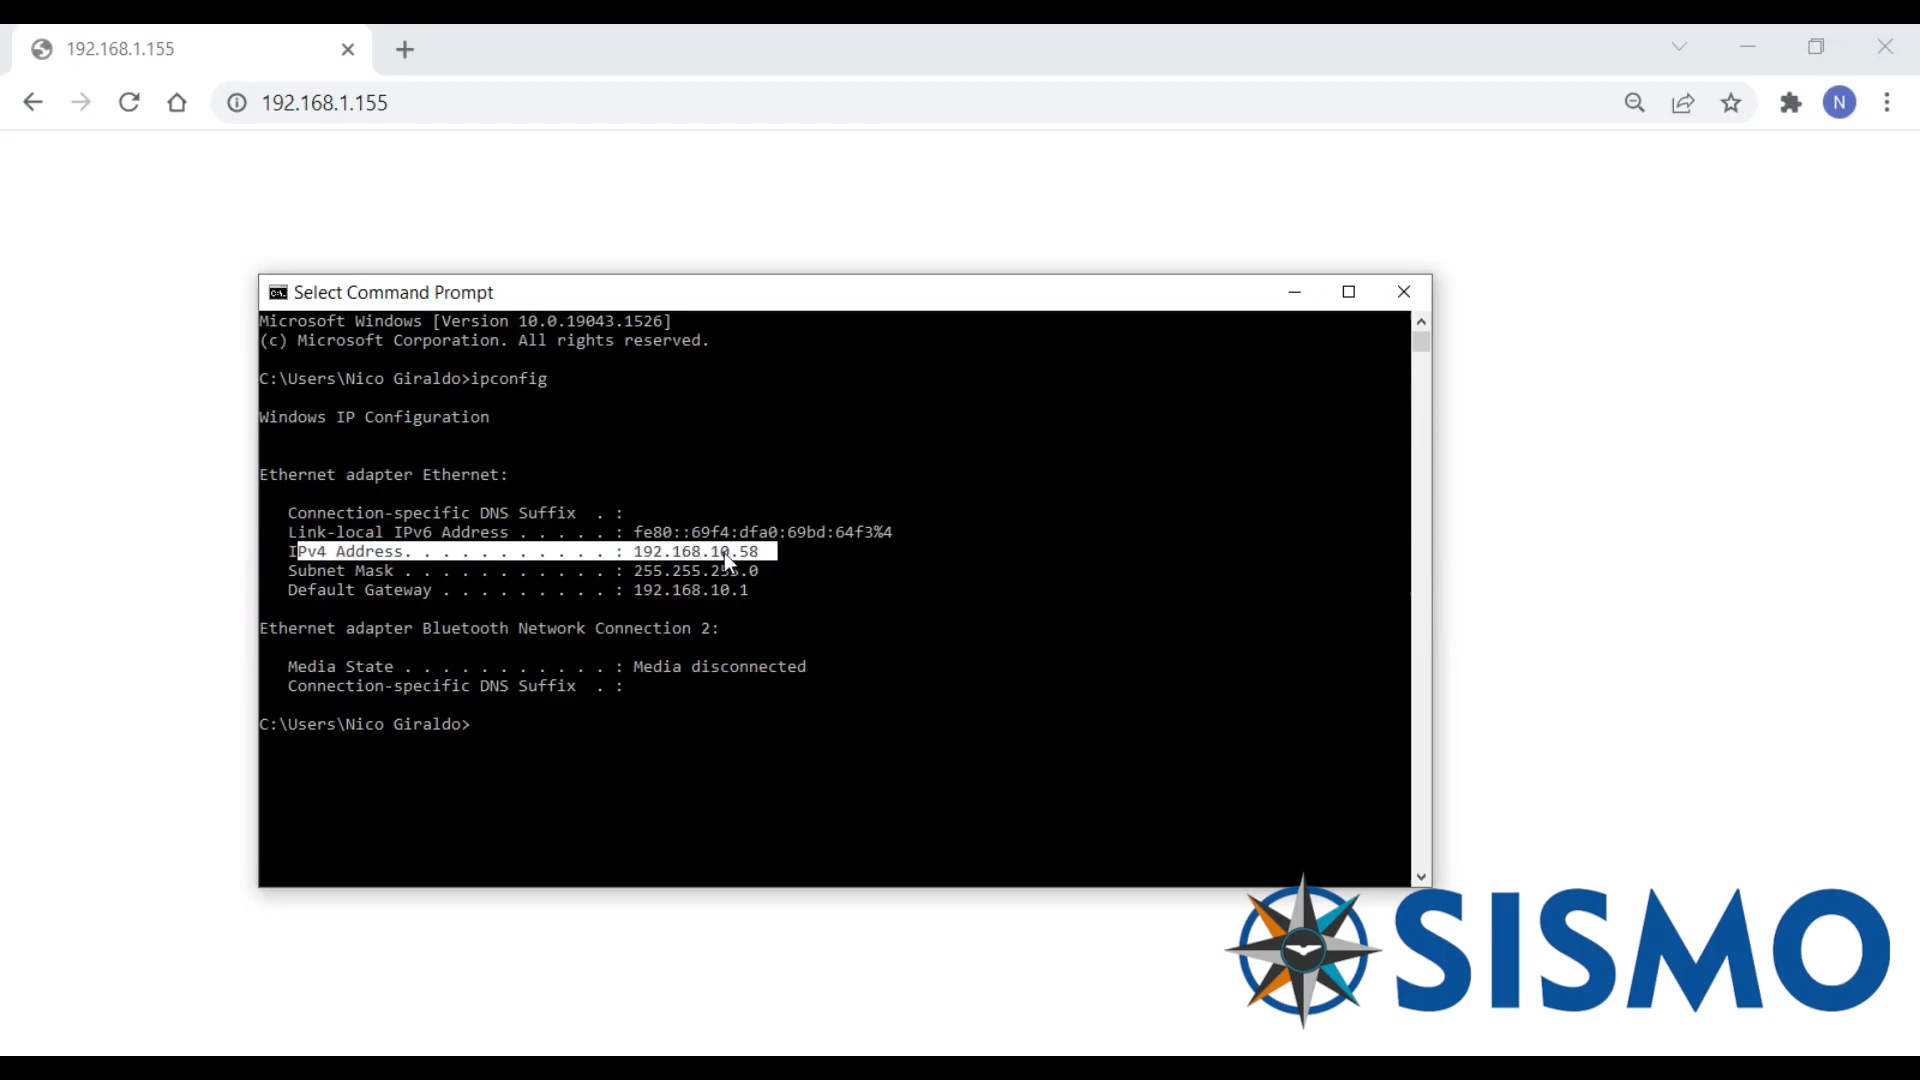 192.168.1.155
192.168.1.155
N
Select Command Prompt
Microsoft Windows [Version 10.0.19043.1526]
(c) Microsoft Corporation. All rights reserved.
C:\Users\Nico Giraldo>ipconfig
Windows IP Configuration
Ethernet adapter Ethernet:
Connection-specific DNS Suffix  . :
Link-local IPv6 Address . . . . . : fe80::69f4:dfa0:69bd:64f3%4
IPv4 Address. . . . . . . . . . . : 192.168.10.58
Subnet Mask . . . . . . . . . . . : 255.255.255.0
Default Gateway . . . . . . . . . : 192.168.10.1
Ethernet adapter Bluetooth Network Connection 2:
Media State . . . . . . . . . . . : Media disconnected
Connection-specific DNS Suffix  . :
C:\Users\Nico Giraldo>
SISMO